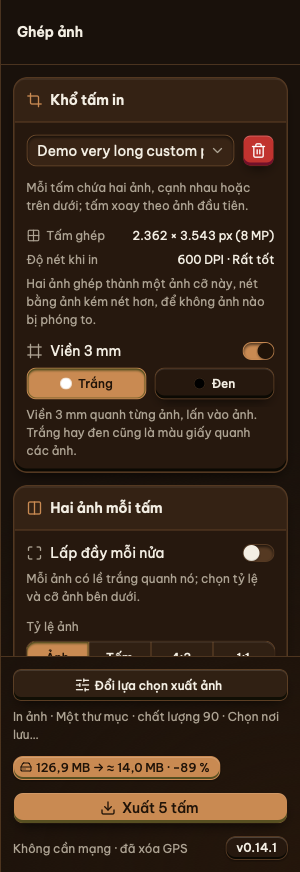 Ghép ảnh
Khổ tấm in
Demo very long custom p
Mỗi tấm chứa hai ảnh, cạnh nhau hoặc
trên dưới; tấm xoay theo ảnh đầu tiên.
Tấm ghép 2.362 × 3.543 px (8 MP)
Độ nét khi in 600 DPI · Rất tốt
Hai ảnh ghép thành một ảnh cỡ này, nét
bằng ảnh kém nét hơn, để không ảnh nào
bị phóng to.
Viền 3 mm
Trắng Đen
Viền 3 mm quanh từng ảnh, lấn vào ảnh.
Trắng hay đen cũng là màu giấy quanh
các ảnh.
Hai ảnh mỗi tấm
Lấp đầy mỗi nửa
Mỗi ảnh có lề trắng quanh nó; chọn tỷ lệ
và cỡ ảnh bên dưới.
Tỷ lệ ảnh
Đổi lựa chọn xuất ảnh
In ảnh · Một thư mục · chất lượng 90 · Chọn nơi
lưu...
126,9 MB → ≈ 14,0 MB · −89 %
Xuất 5 tấm
Không cần mạng · đã xóa GPS v0.14.1